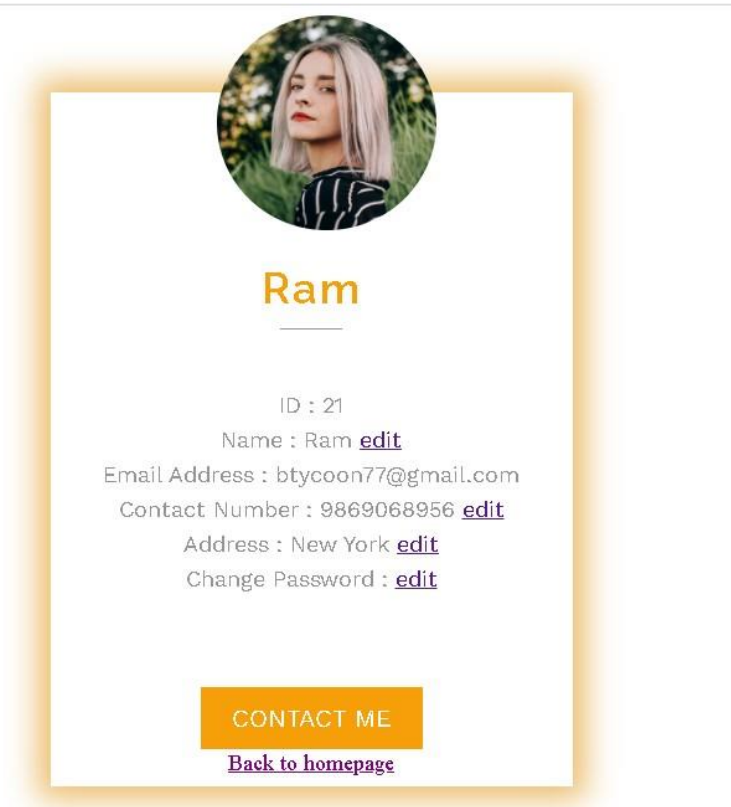 Ram
ID : 21
Name : Ram edit
Email Address : btycoon77@gmail.com
Contact Number : 9869068956 edit
Address : New York edit
Change Password : edit
CONTACT ME
Back to homepage